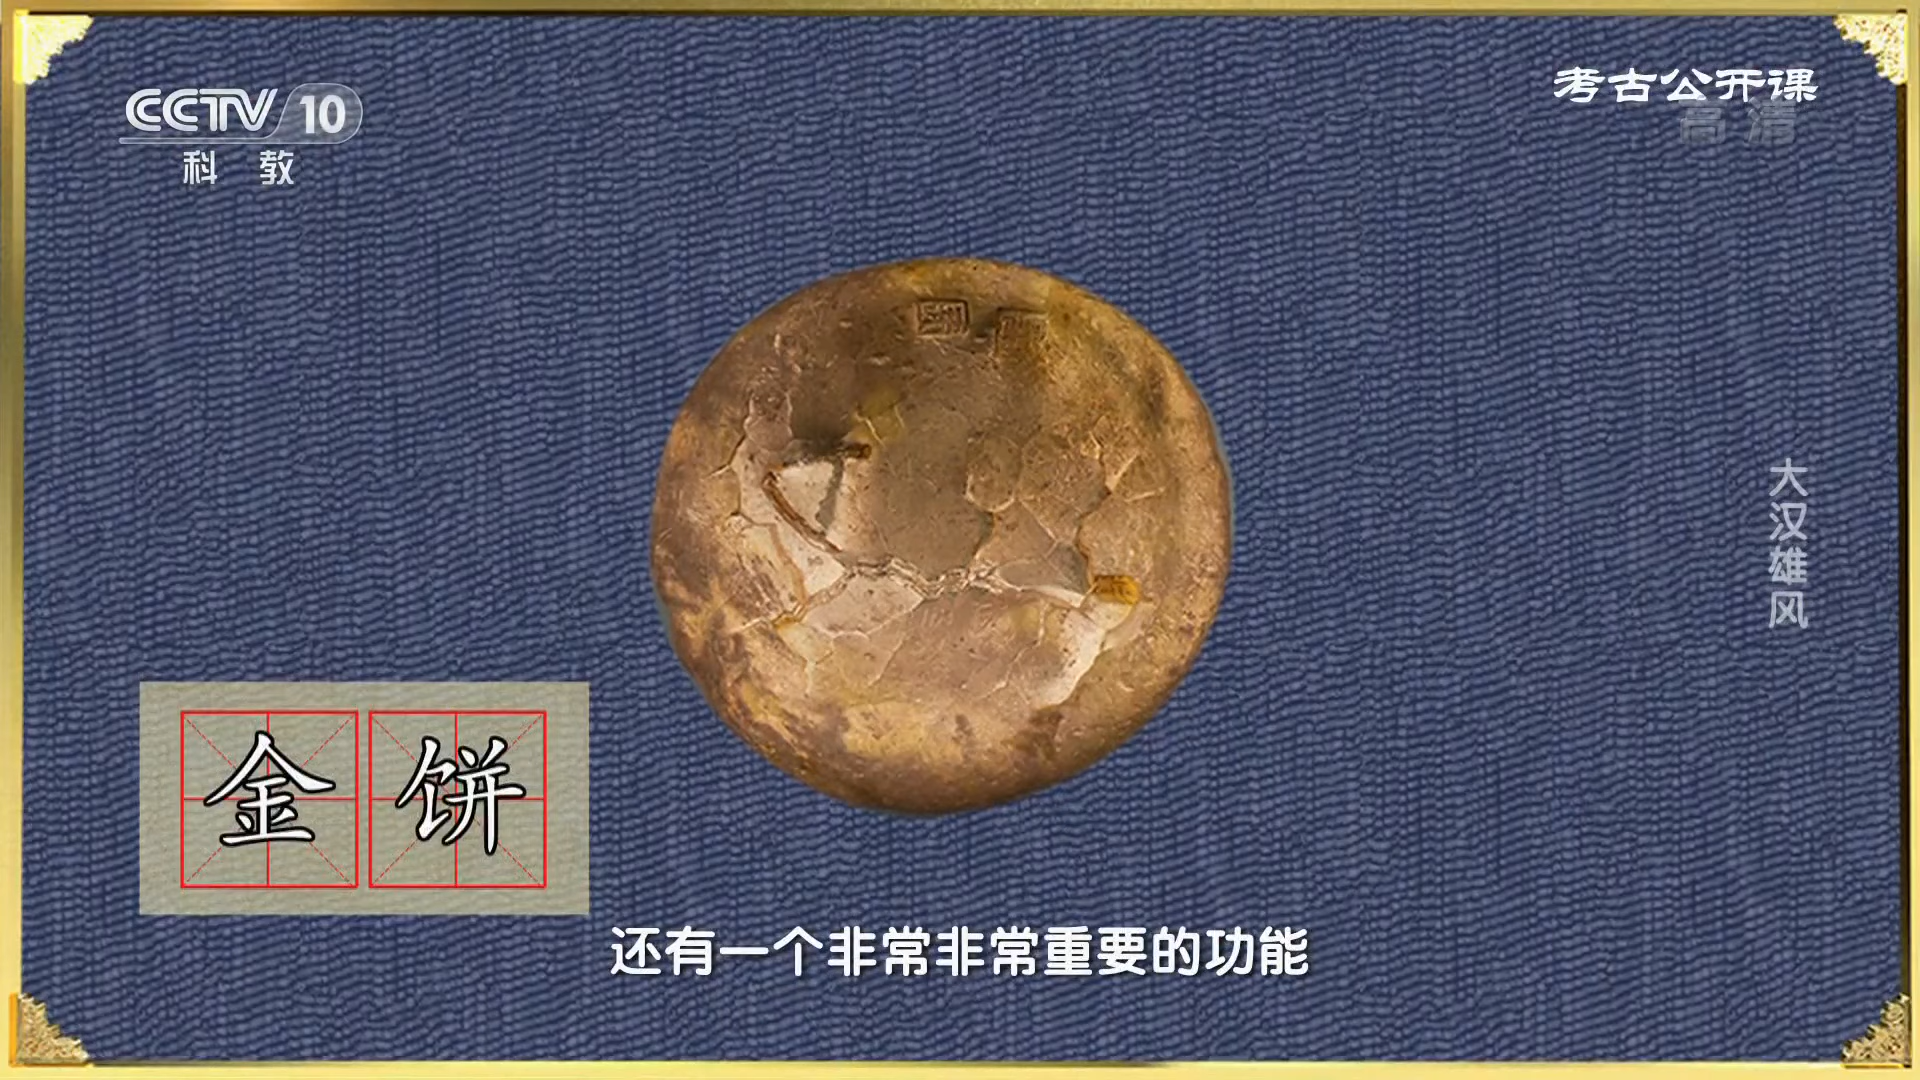 CCTV 10
科 教
考古公开课
高清
大汉雄风
金饼
还有一个非常非常重要的功能